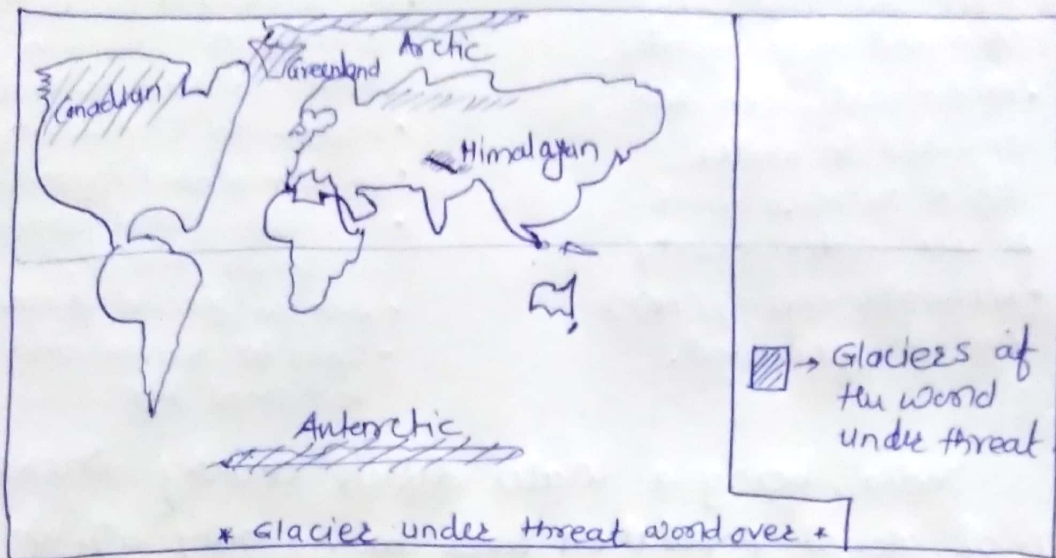 Arctic
Greenland
Canadian
Himalayan
Antarctic
→ Glaciers of
the world
under threat
* Glacier under threat world over *